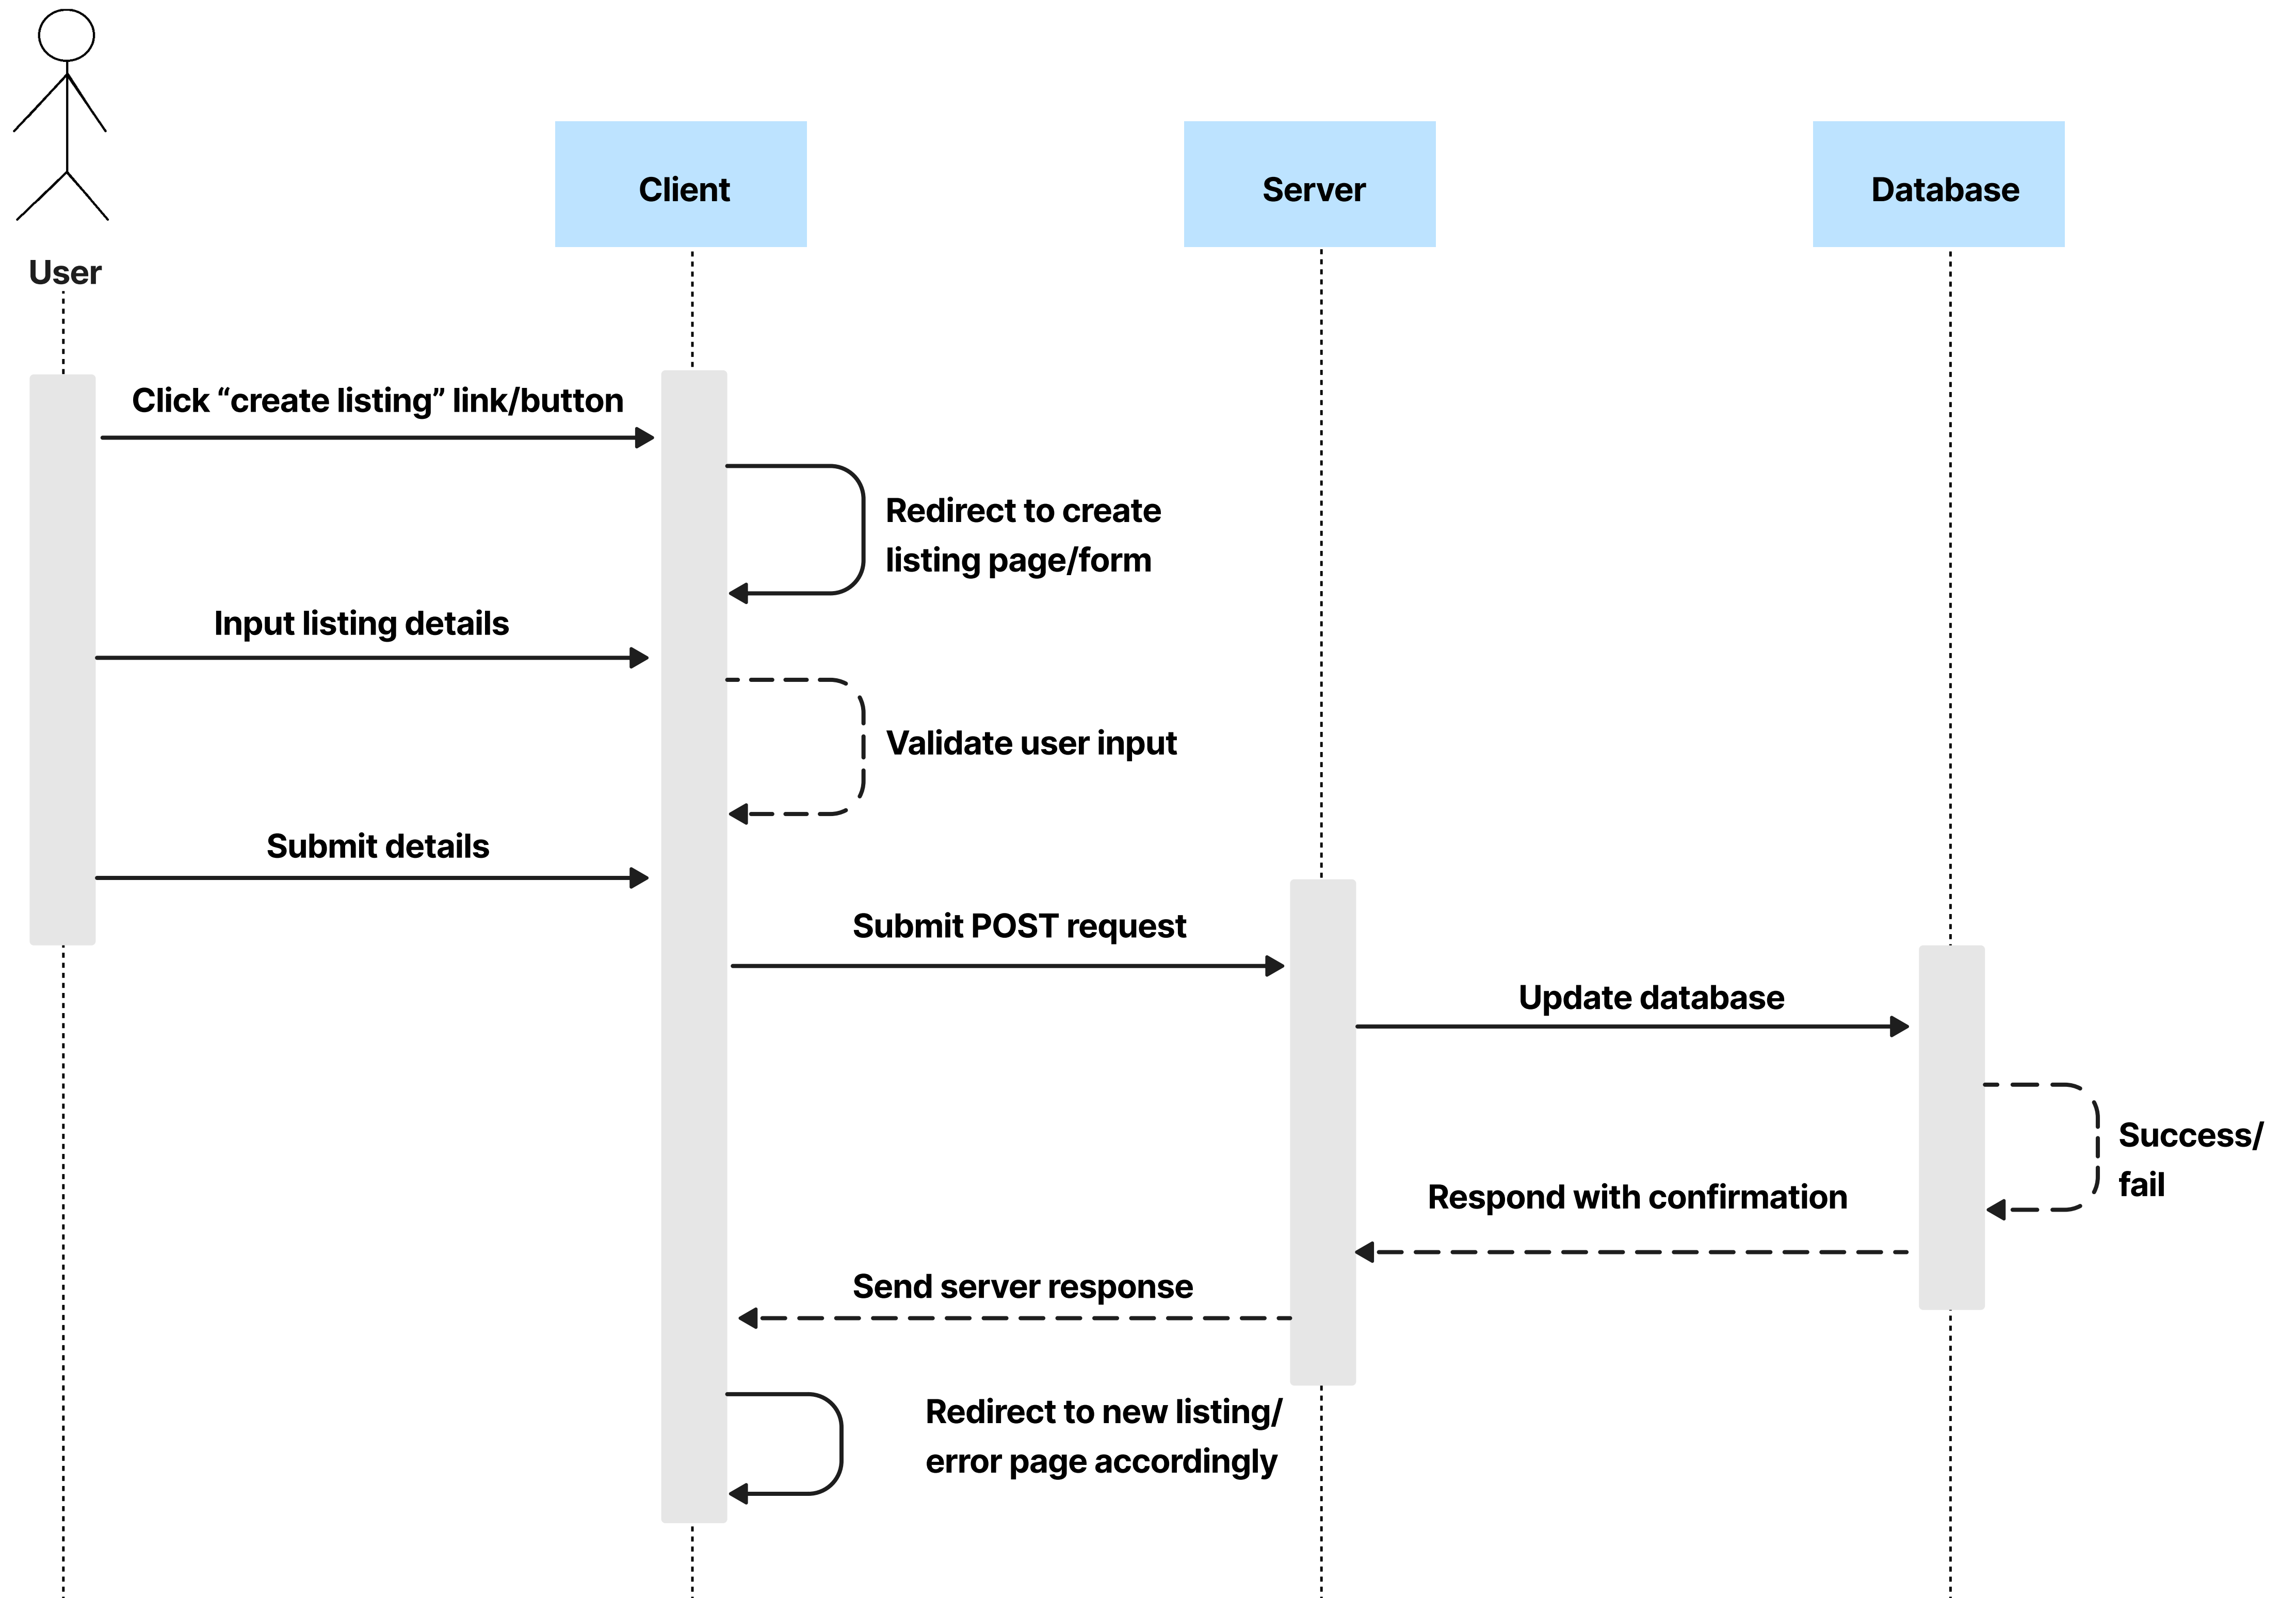 Client
Server
Database
User
Click “create listing” link/button
Redirect to create
listing page/form
Input listing details
Validate user input
Submit details
Submit POST request
Update database
Success/
fail
Respond with confirmation
Send server response
Redirect to new listing/
error page accordingly